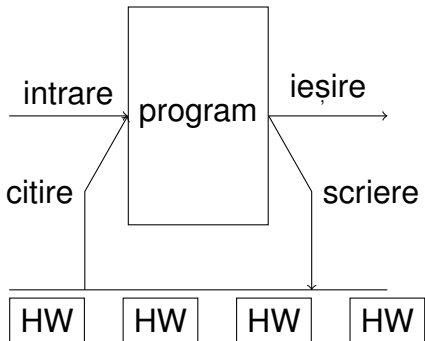 intrare
program
ieșire
citire
scriere
HW HW HW HW